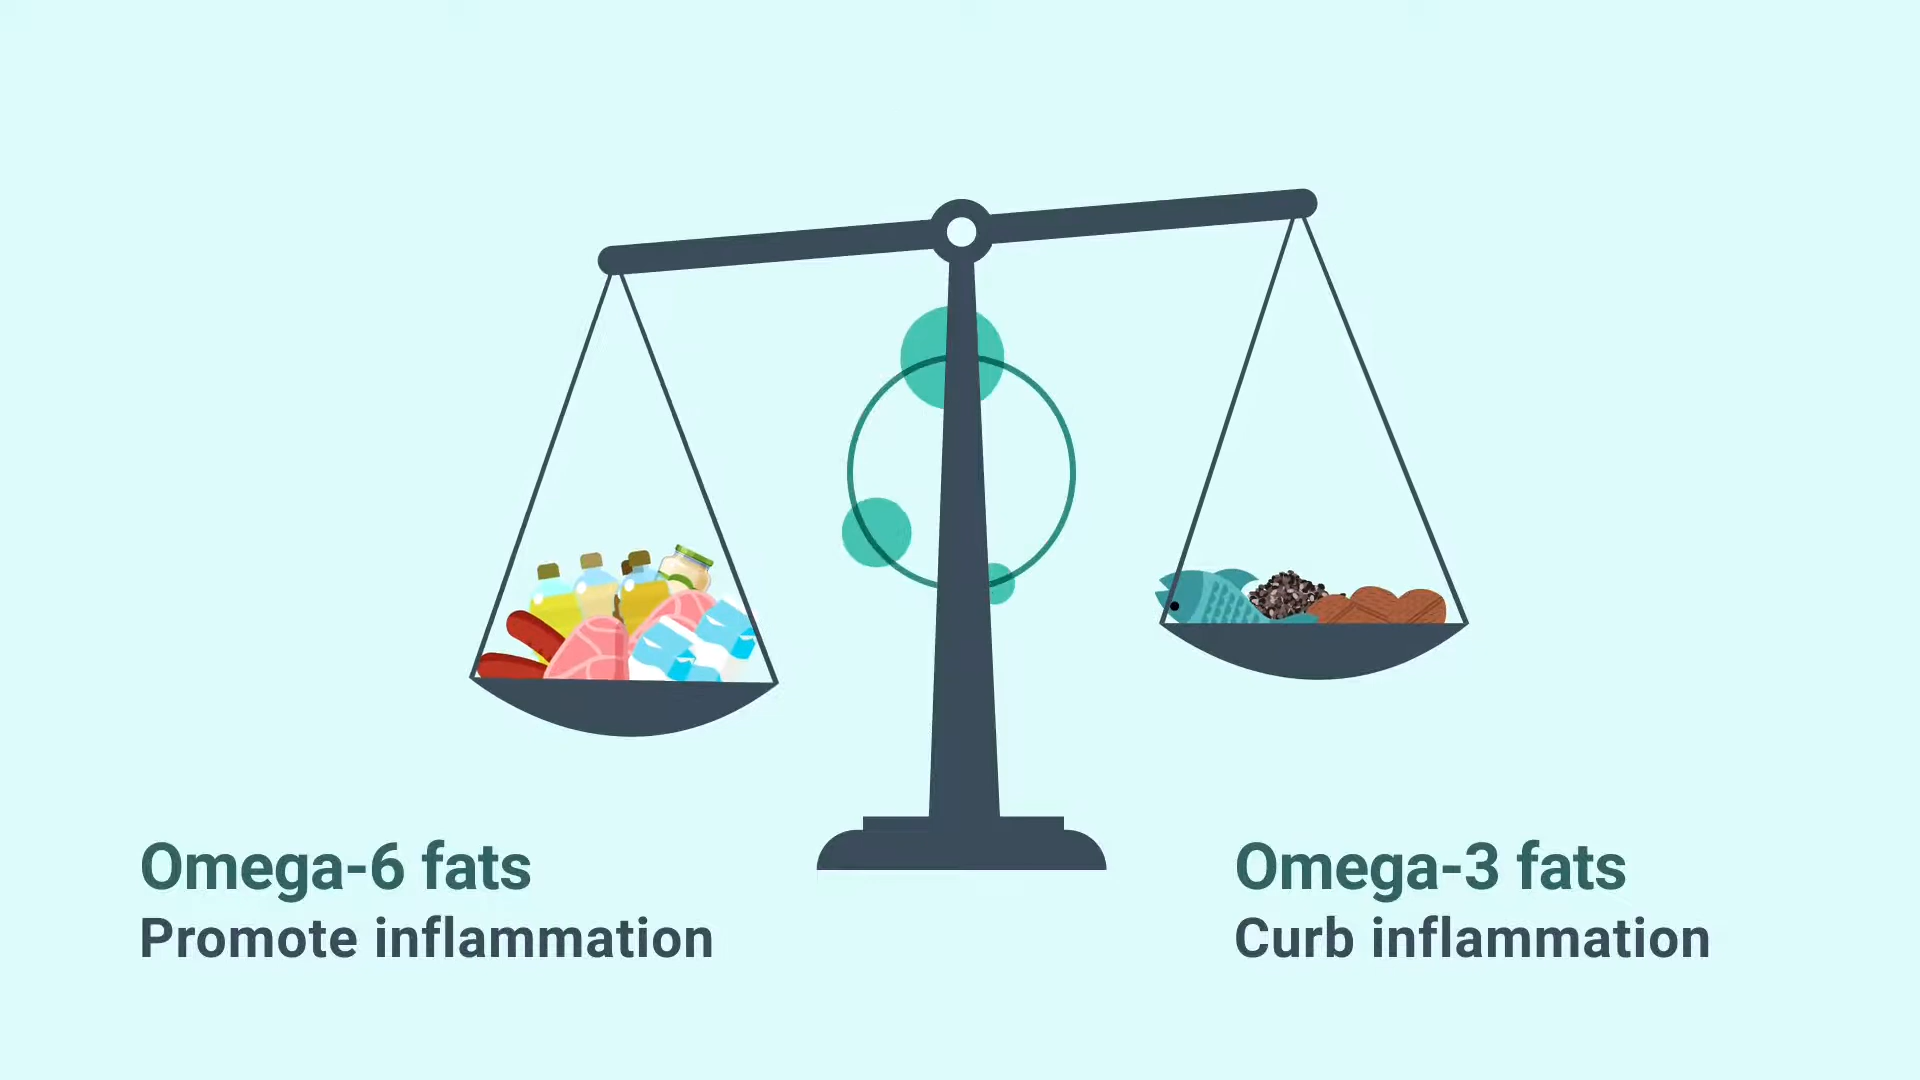 Omega-6 fats
Promote inflammation
Omega-3 fats
Curb inflammation